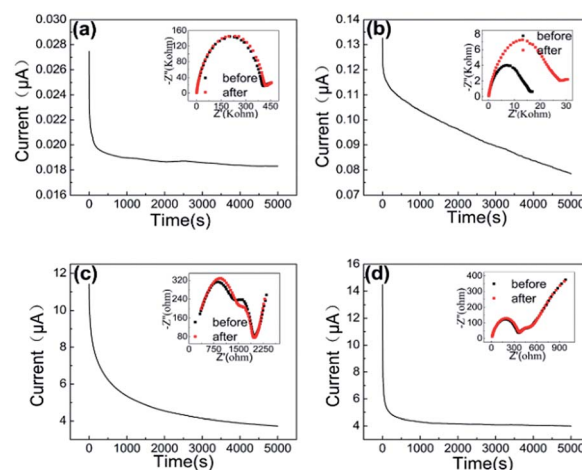 (a)
0.030
0.028
0.026
0.024
0.022
0.020
0.018
0.016
Current (μA)
0 1000 2000 3000 4000 5000
Time(s)
-160
-120
-80
-40
0
-Z''(Kohm)
0 150 300 450
Z'(Kohm)
before
after
(b)
0.14
0.13
0.12
0.11
0.10
0.09
0.08
0.07
Current (μA)
0 1000 2000 3000 4000 5000
Time(s)
8
6
4
2
0
-Z''(Kohm)
0 10 20 30
Z'(Kohm)
before
after
(c)
12
10
8
6
4
Current (μA)
0 1000 2000 3000 4000 5000
Time(s)
320
240
160
80
-Z''(ohm)
0 750 1500 2250
Z'(ohm)
before
after
(d)
16
14
12
10
8
6
4
Current (μA)
0 1000 2000 3000 4000 5000
Time(s)
400
300
200
100
0
-Z''(ohm)
0 300 600 900
Z'(ohm)
before
after